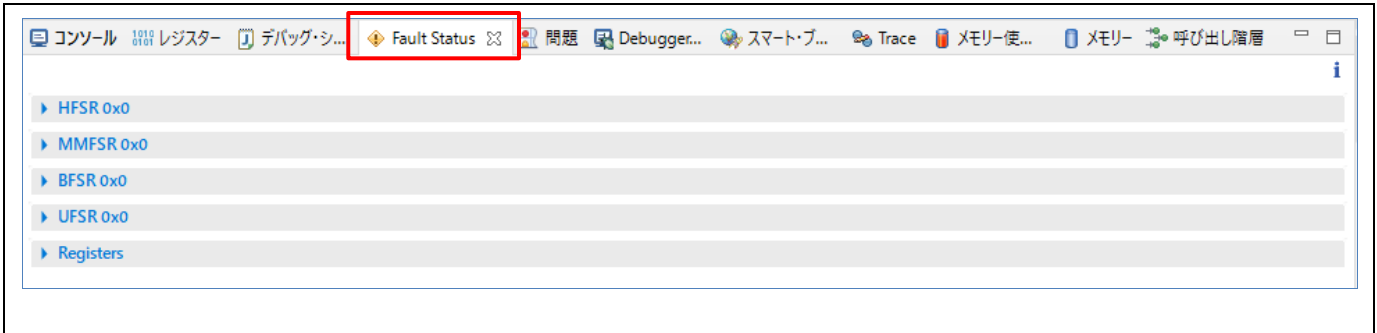 コンソール レジスター デバッグ・シ... Fault Status 問題 Debugger... スマート・ブ... Trace メモリー使... メモリー 呼び出し階層
HFSR 0x0
MMFSR 0x0
BFSR 0x0
UFSR 0x0
Registers